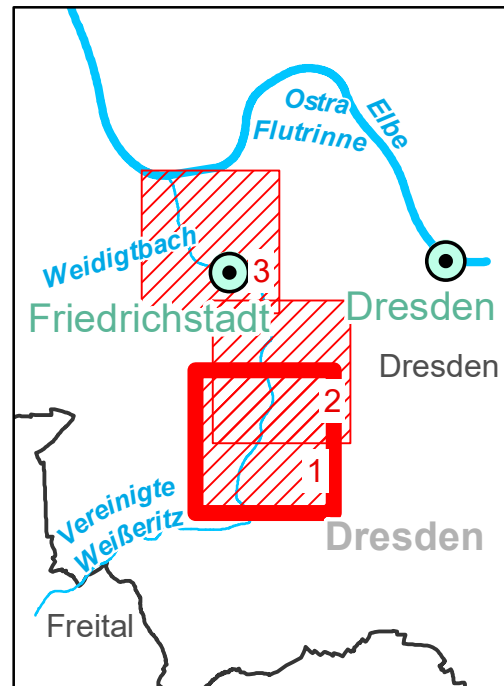 Ostra
Flutrinne
Elbe
Weidigtbach
3
Friedrichstadt
Dresden
Dresden
2
1
Vereinigte
Weißeritz
Dresden
Freital